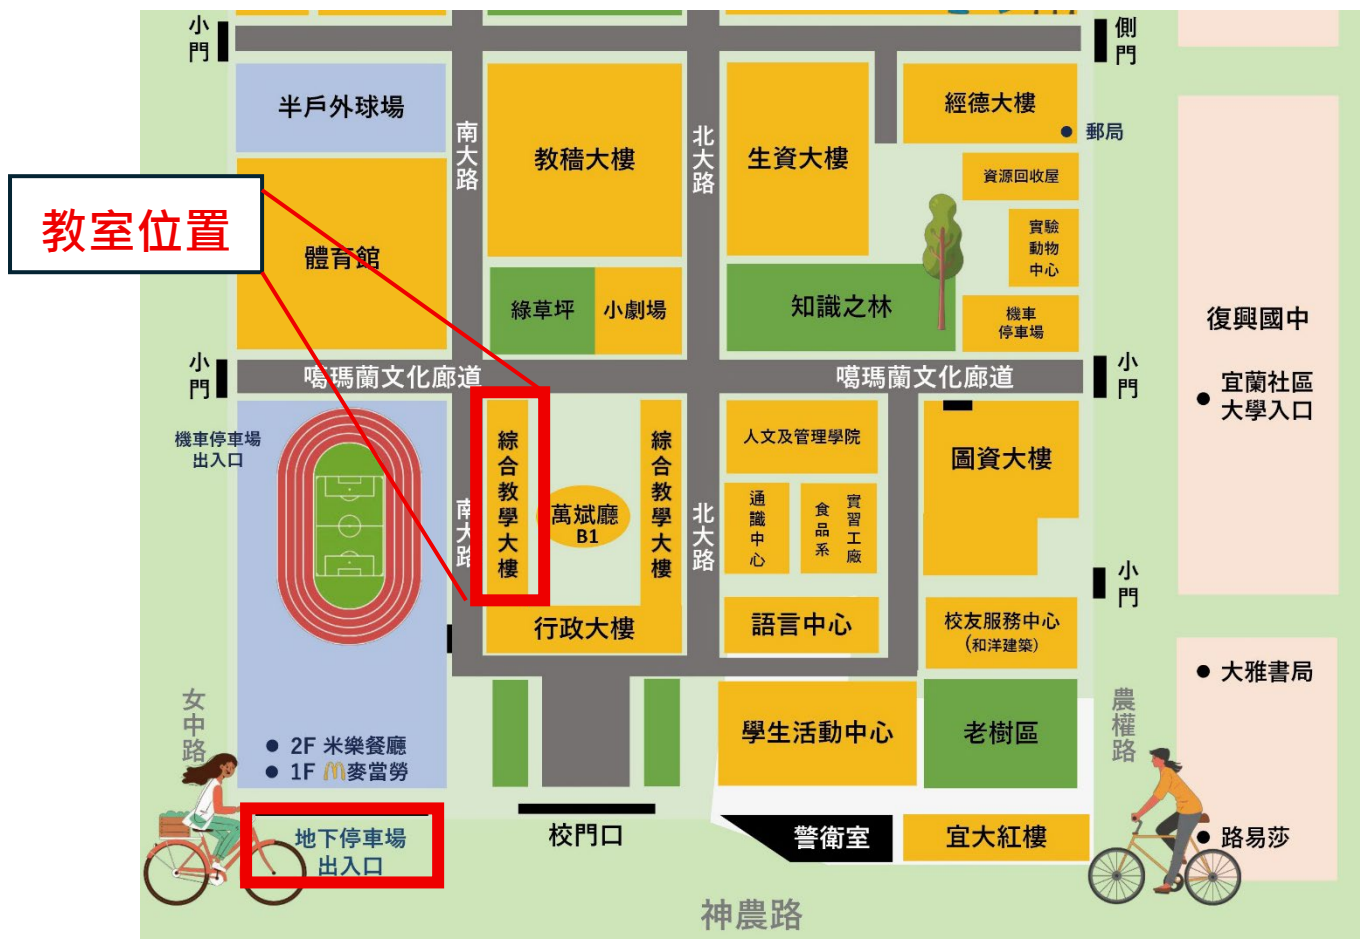 小
門
側
門
半戶外球場
南
大
路
教穡大樓
北
大
路
生資大樓
經德大樓
郵局
資源回收屋
實驗
動物
中心
教室位置
體育館
綠草坪
小劇場
知識之林
機車
停車場
復興國中
宜蘭社區
大學入口
小
門
噶瑪蘭文化廊道
噶瑪蘭文化廊道
小
門
機車停車場
出入口
綜
合
教
學
大
樓
萬斌廳
B1
綜
合
教
學
大
樓
南
大
路
北
大
路
人文及管理學院
通
識
中
心
食
品
系
實
習
工
廠
圖資大樓
小
門
行政大樓
語言中心
校友服務中心
(和洋建築)
大雅書局
女
中
路
2F 米樂餐廳
1F 麥當勞
學生活動中心
老樹區
農
權
路
地下停車場
出入口
校門口
警衛室
宜大紅樓
路易莎
神農路